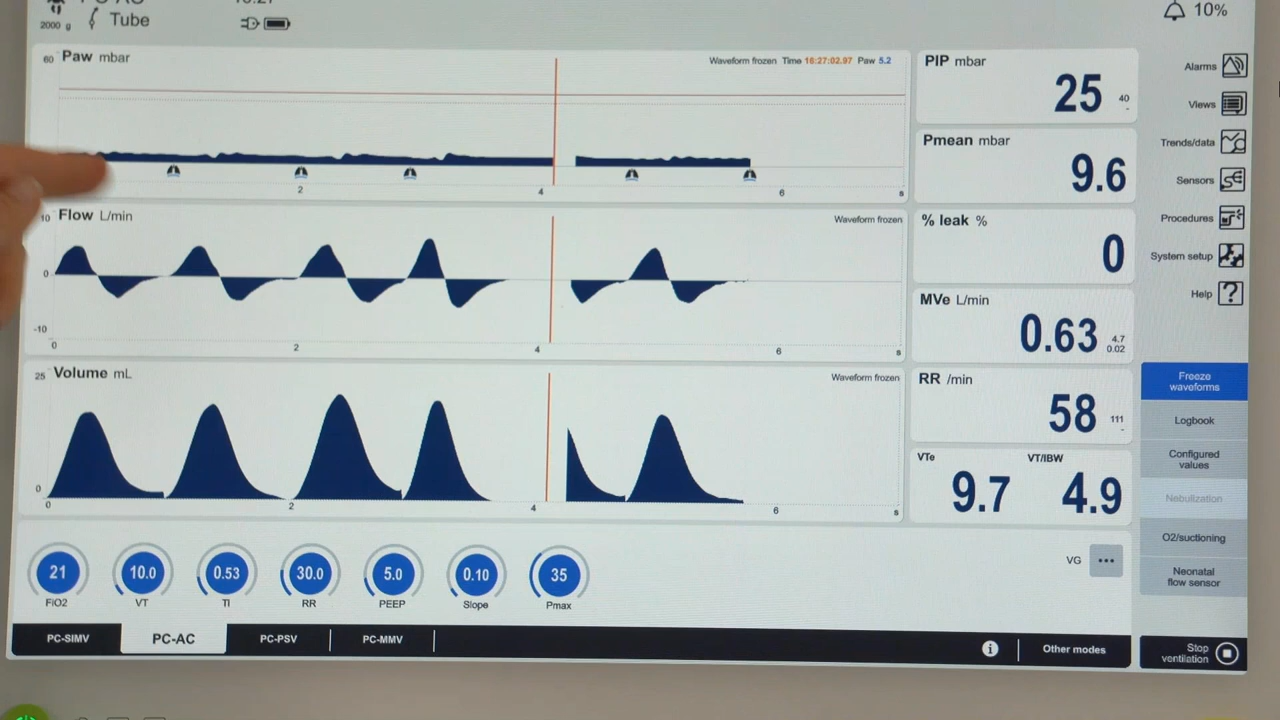 2000 g
Tube
10%
60 Paw mbar
Waveform frozen Time 16:27:02.97 Paw 5.2
2 4 6 s
10 Flow L/min
Waveform frozen
0
-10
0 2 4 6 s
25 Volume mL
Waveform frozen
0
0 2 4 6 s
PIP mbar
25 40
-
Pmean mbar
9.6
% leak %
0
MVe L/min
0.63 4.7
0.02
RR /min
58 111
-
VTe VT/IBW
9.7 4.9
Alarms
Views
Trends/data
Sensors
Procedures
System setup
Help ?
Freeze
waveforms
Logbook
Configured
values
Nebulization
O2/suctioning
Neonatal
flow sensor
21 10.0 0.53 30.0 5.0 0.10 35
FiO2 VT TI RR PEEP Slope Pmax
VG ...
PC-SIMV PC-AC PC-PSV PC-MMV
i Other modes
Stop
ventilation